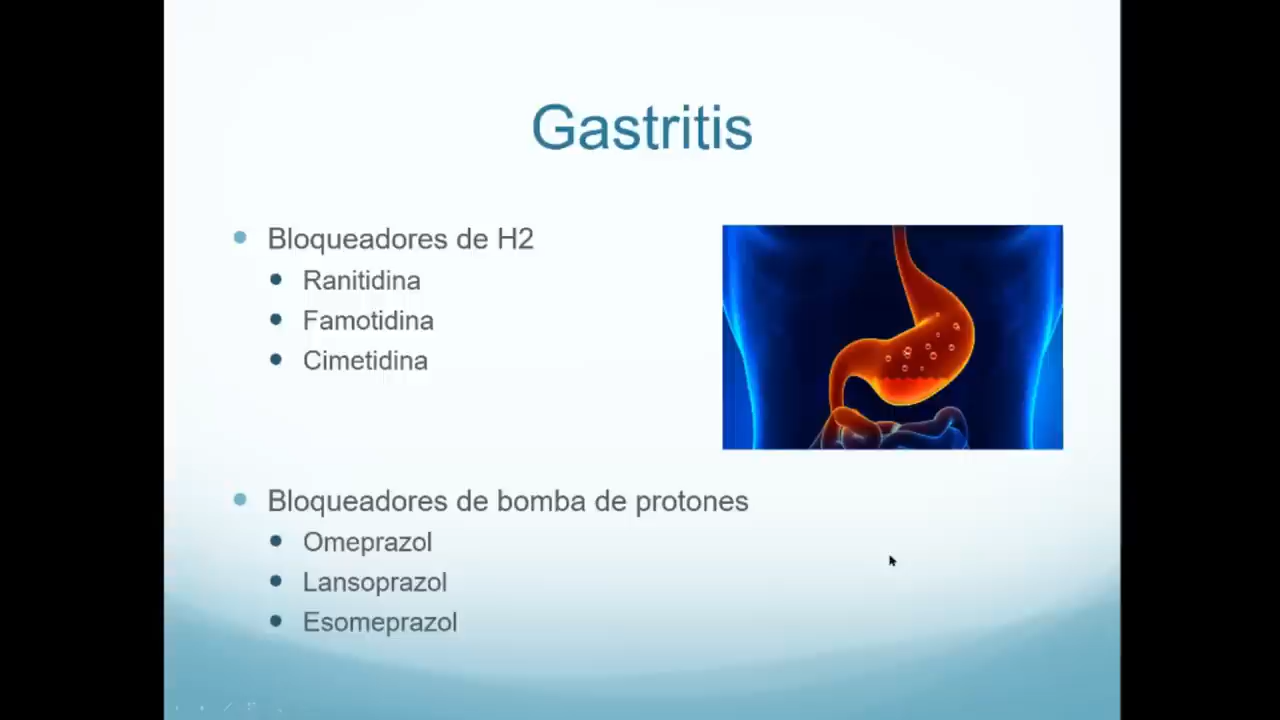 Gastritis
Bloqueadores de H2
Ranitidina
Famotidina
Cimetidina
Bloqueadores de bomba de protones
Omeprazol
Lansoprazol
Esomeprazol